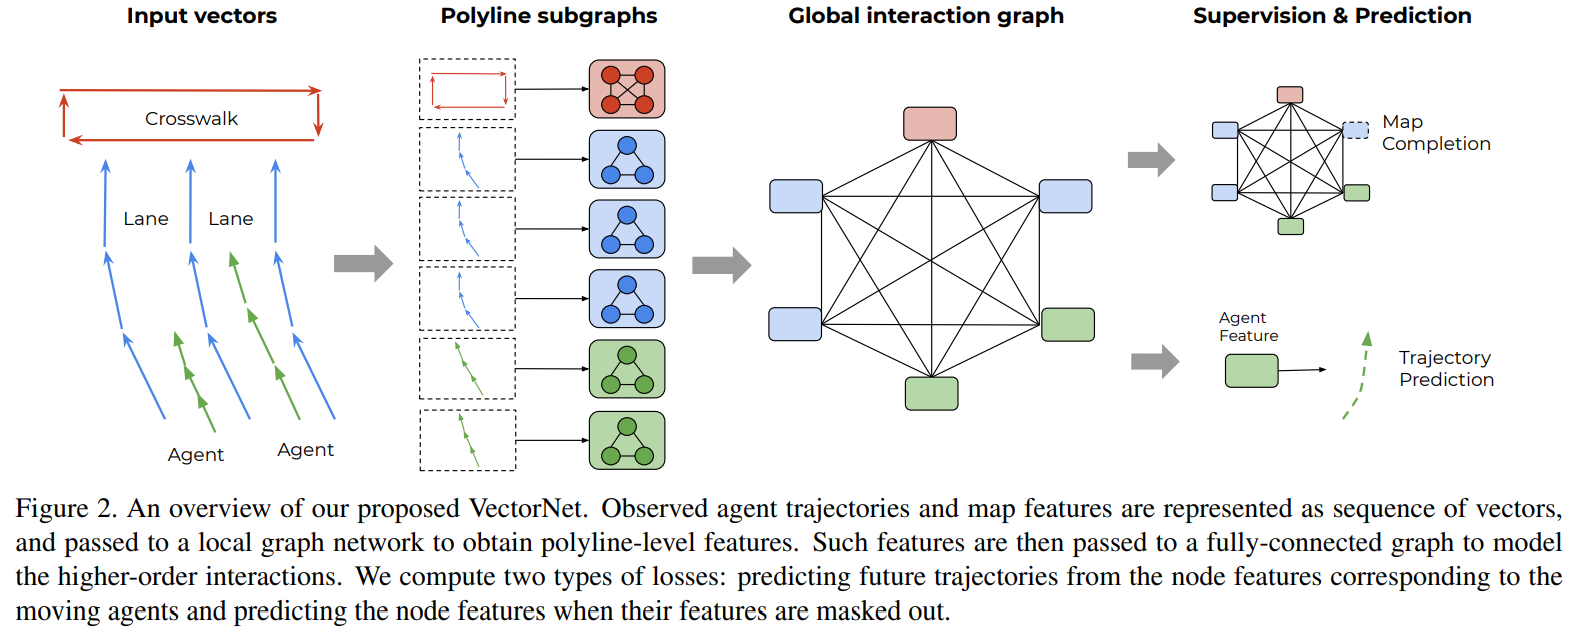 Input vectors
Polyline subgraphs
Global interaction graph
Supervision & Prediction
Crosswalk
Lane
Lane
Agent
Agent
Map
Completion
Agent
Feature
Trajectory
Prediction
Figure 2. An overview of our proposed VectorNet. Observed agent trajectories and map features are represented as sequence of vectors,
and passed to a local graph network to obtain polyline-level features. Such features are then passed to a fully-connected graph to model
the higher-order interactions. We compute two types of losses: predicting future trajectories from the node features corresponding to the
moving agents and predicting the node features when their features are masked out.